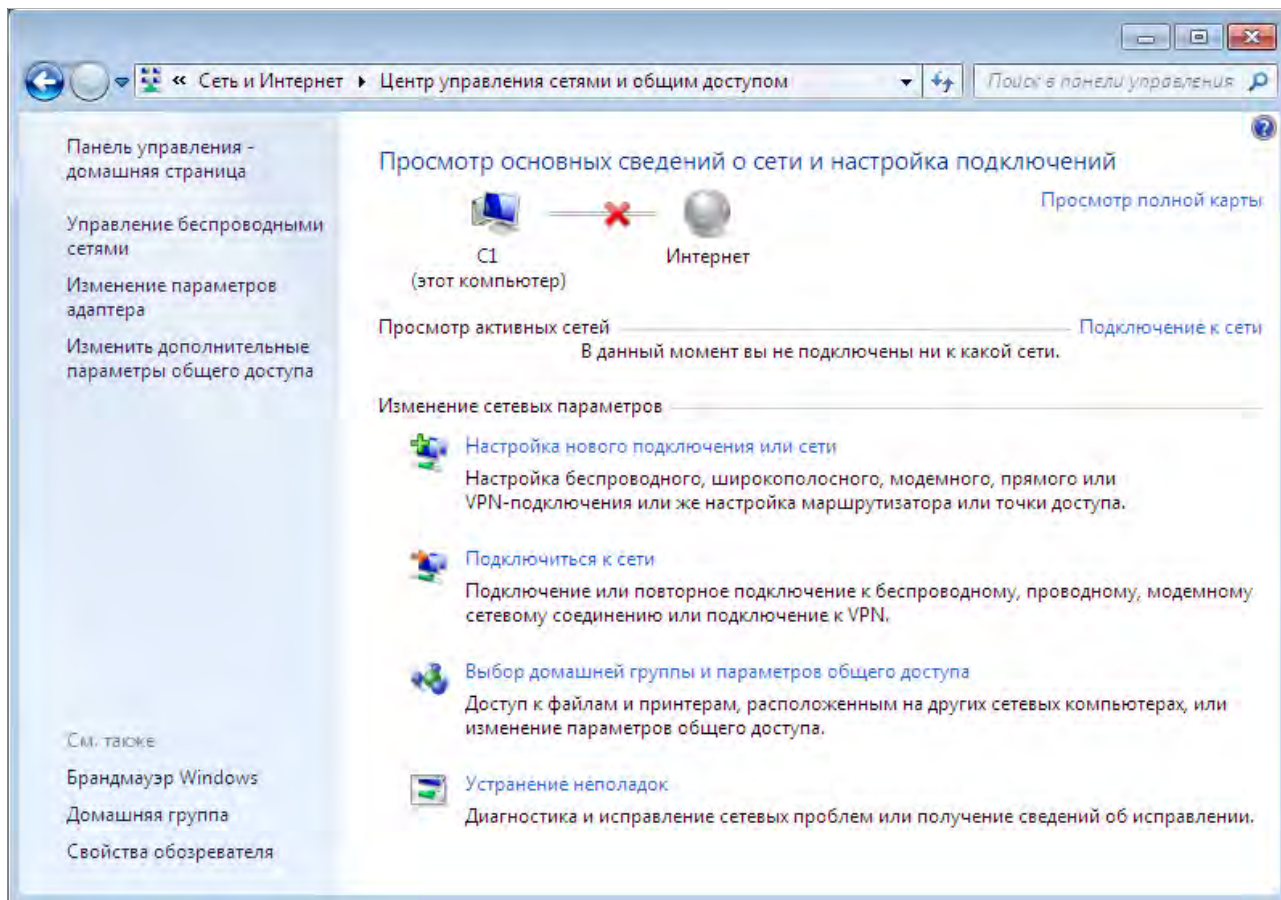 « Сеть и Интернет ▸ Центр управления сетями и общим доступом
Поиск в панели управления
Панель управления -
домашняя страница
Управление беспроводными
сетями
Изменение параметров
адаптера
Изменить дополнительные
параметры общего доступа
См. также
Брандмауэр Windows
Домашняя группа
Свойства обозревателя
Просмотр основных сведений о сети и настройка подключений
Просмотр полной карты
C1
(этот компьютер)
Интернет
Просмотр активных сетей
Подключение к сети
В данный момент вы не подключены ни к какой сети.
Изменение сетевых параметров
Настройка нового подключения или сети
Настройка беспроводного, широкополосного, модемного, прямого или
VPN-подключения или же настройка маршрутизатора или точки доступа.
Подключиться к сети
Подключение или повторное подключение к беспроводному, проводному, модемному
сетевому соединению или подключение к VPN.
Выбор домашней группы и параметров общего доступа
Доступ к файлам и принтерам, расположенным на других сетевых компьютерах, или
изменение параметров общего доступа.
Устранение неполадок
Диагностика и исправление сетевых проблем или получение сведений об исправлении.